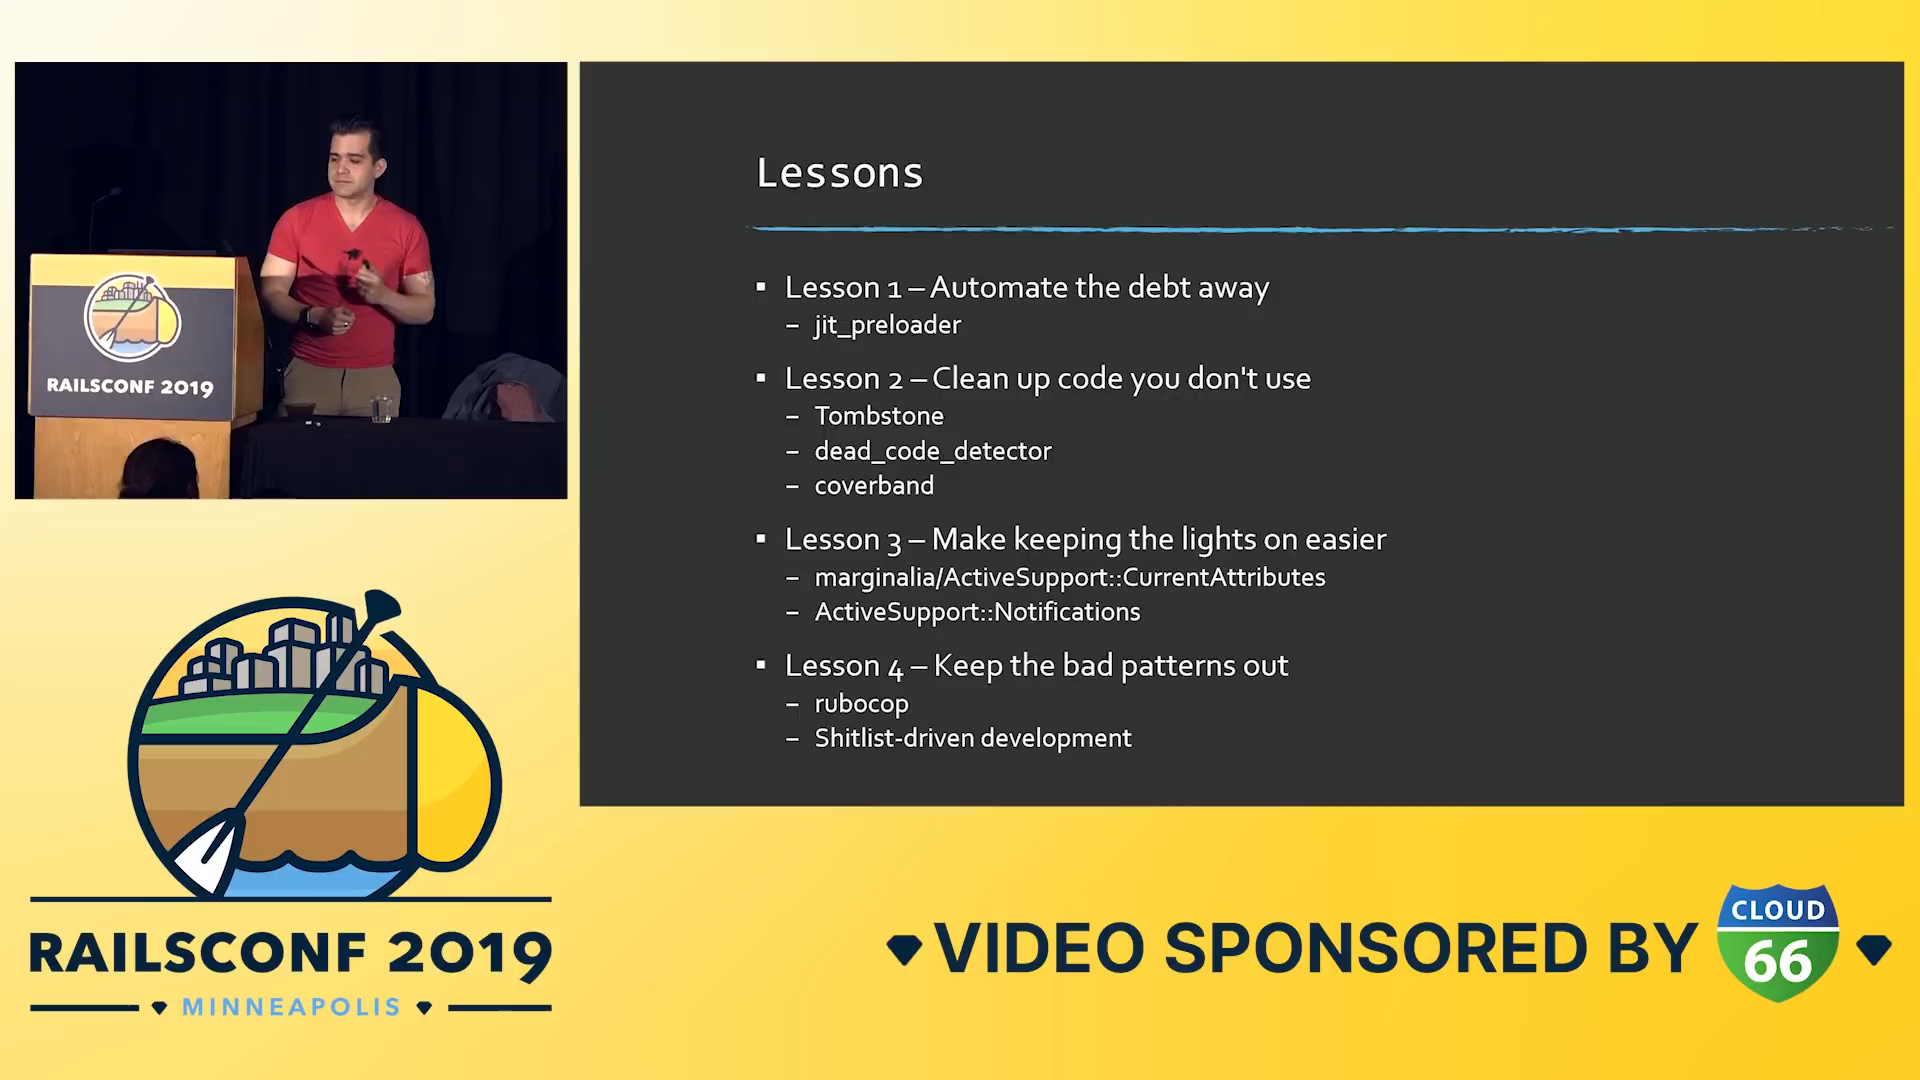 RAILSCONF 2019
Lessons
▪ Lesson 1 – Automate the debt away
– jit_preloader
▪ Lesson 2 – Clean up code you don't use
– Tombstone
– dead_code_detector
– coverband
▪ Lesson 3 – Make keeping the lights on easier
– marginalia/ActiveSupport::CurrentAttributes
– ActiveSupport::Notifications
▪ Lesson 4 – Keep the bad patterns out
– rubocop
– Shitlist-driven development
RAILSCONF 2019
MINNEAPOLIS
VIDEO SPONSORED BY
CLOUD
66